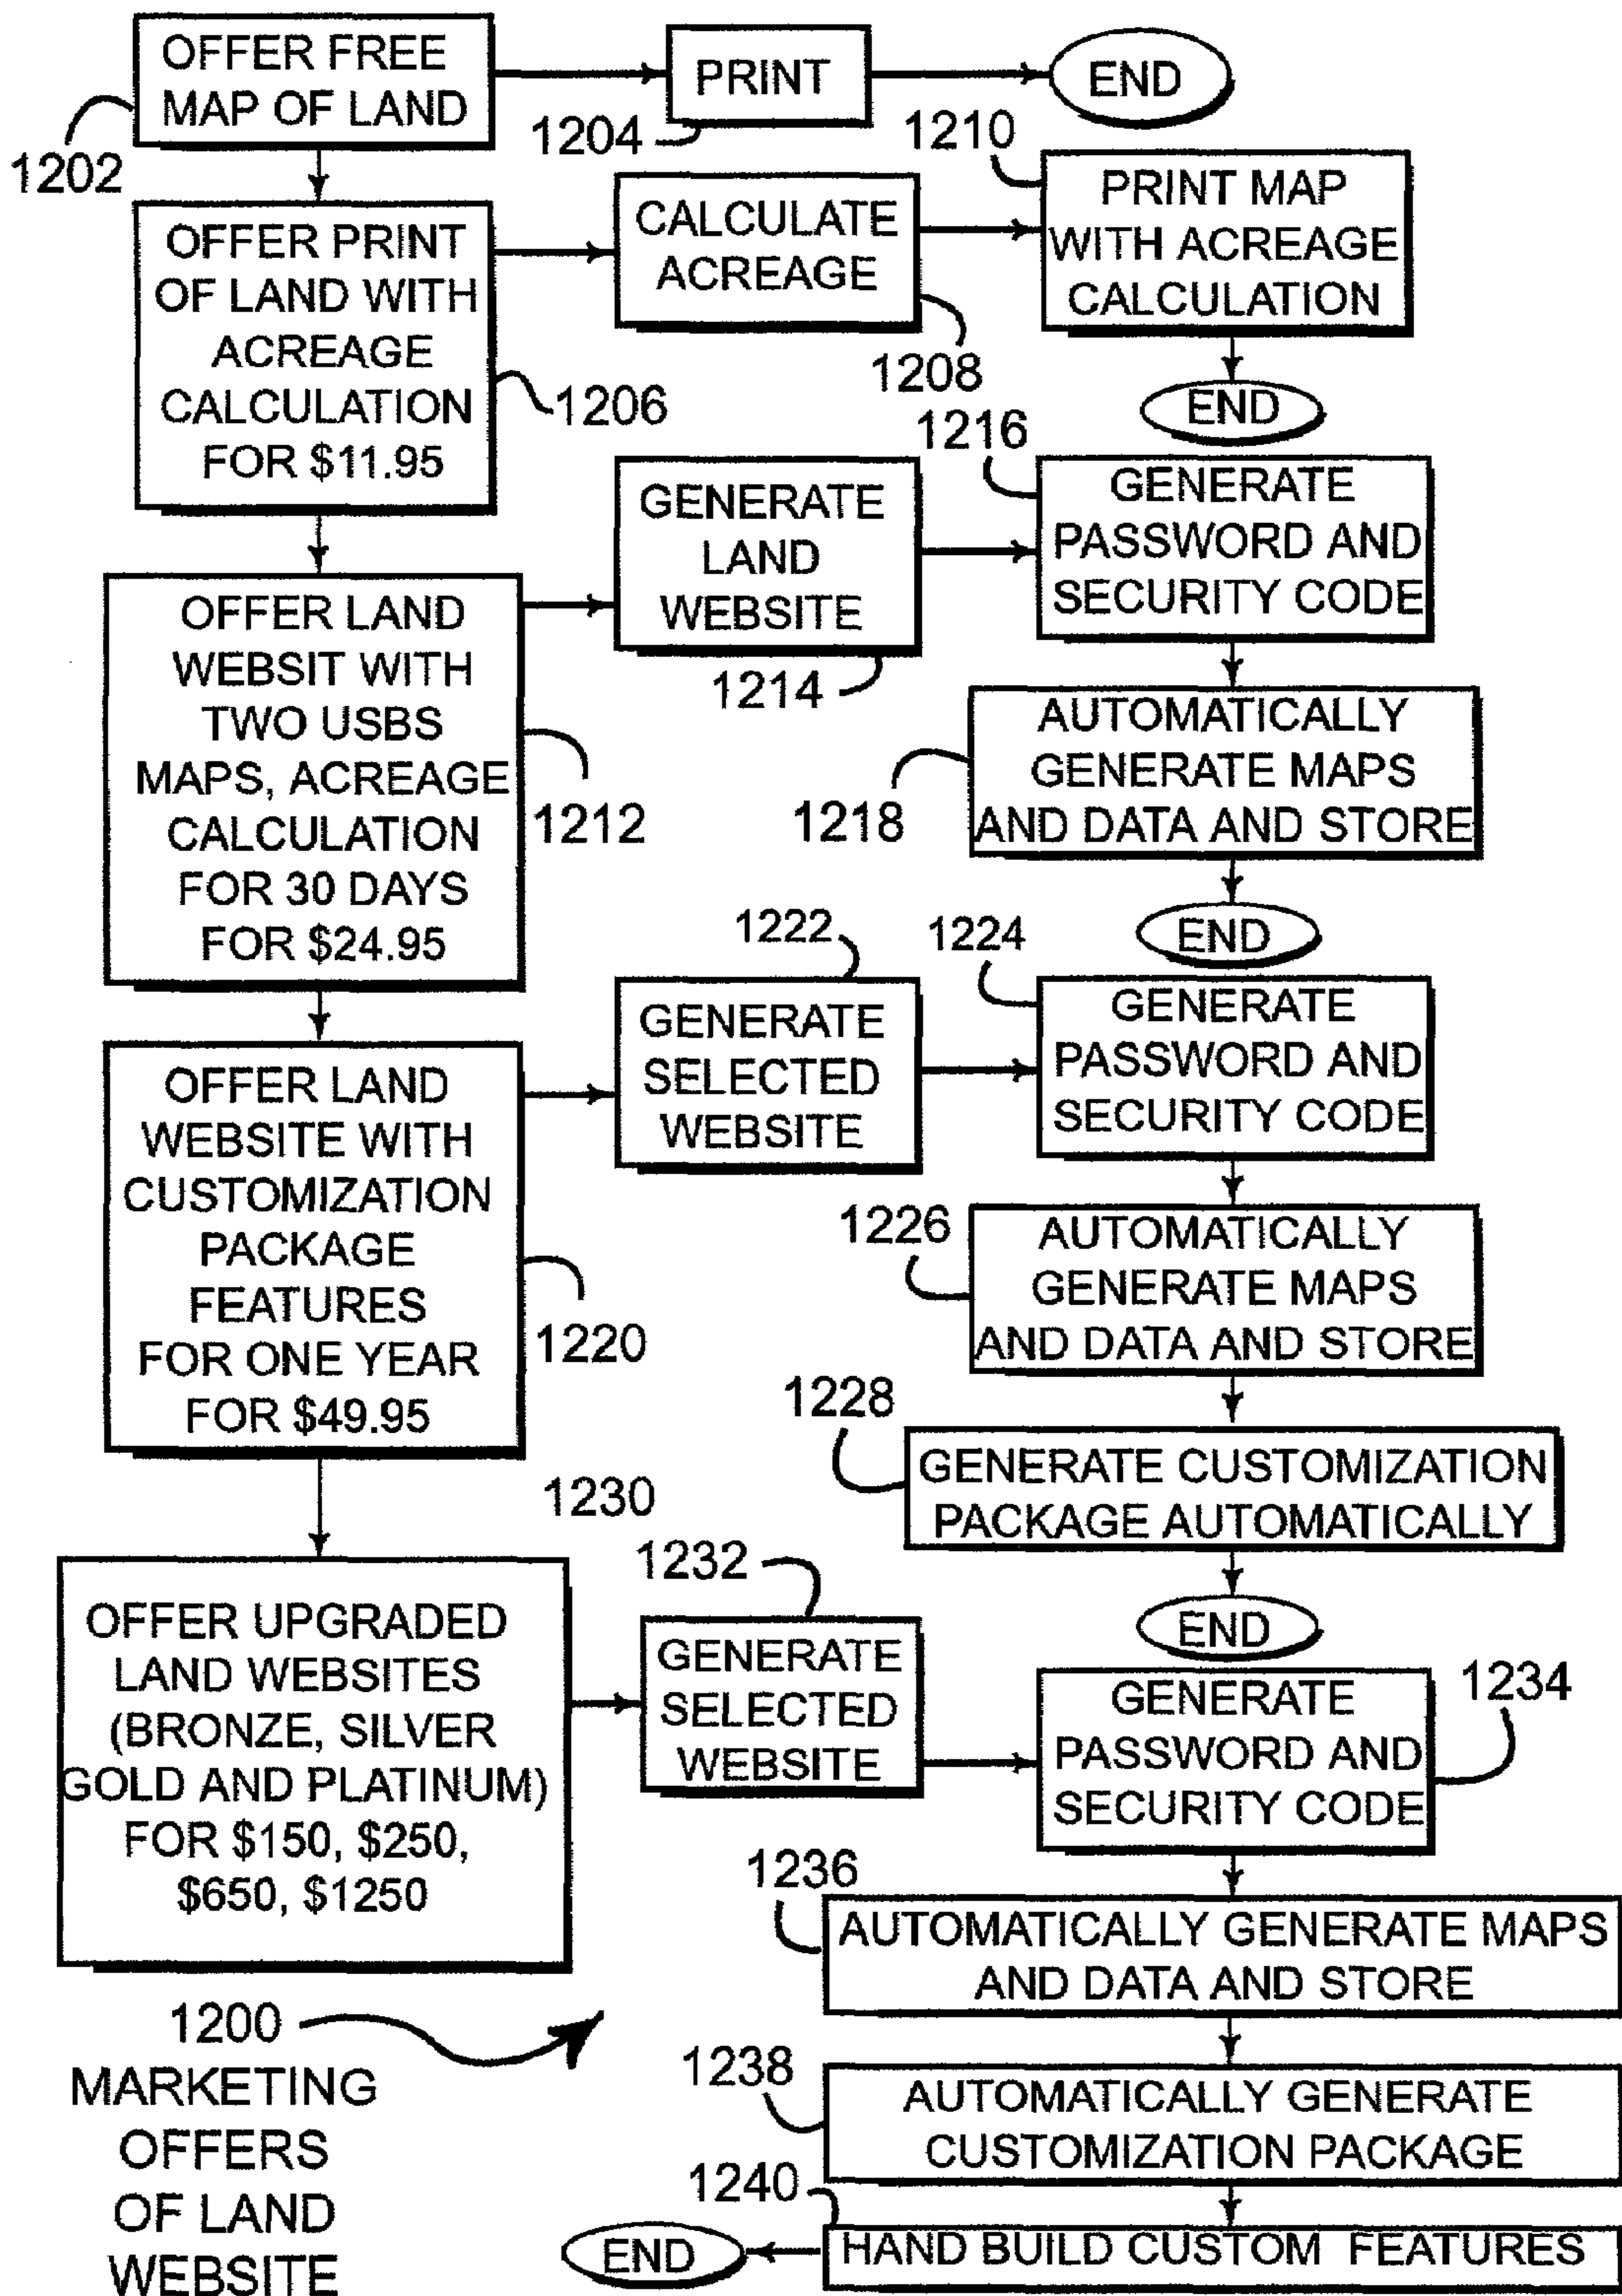 OFFER FREE
MAP OF LAND
1202
PRINT
1204
END
OFFER PRINT
OF LAND WITH
ACREAGE
CALCULATION
FOR $11.95
1206
CALCULATE
ACREAGE
1208
1210
PRINT MAP
WITH ACREAGE
CALCULATION
END
OFFER LAND
WEBSIT WITH
TWO USBS
MAPS, ACREAGE
CALCULATION
FOR 30 DAYS
FOR $24.95
1212
GENERATE
LAND
WEBSITE
1214
1216
GENERATE
PASSWORD AND
SECURITY CODE
1218
AUTOMATICALLY
GENERATE MAPS
AND DATA AND STORE
END
OFFER LAND
WEBSITE WITH
CUSTOMIZATION
PACKAGE
FEATURES
FOR ONE YEAR
FOR $49.95
1220
1222
GENERATE
SELECTED
WEBSITE
1224
GENERATE
PASSWORD AND
SECURITY CODE
1226
AUTOMATICALLY
GENERATE MAPS
AND DATA AND STORE
1228
GENERATE CUSTOMIZATION
PACKAGE AUTOMATICALLY
END
1230
OFFER UPGRADED
LAND WEBSITES
(BRONZE, SILVER
GOLD AND PLATINUM)
FOR $150, $250,
$650, $1250
1232
GENERATE
SELECTED
WEBSITE
GENERATE
PASSWORD AND
SECURITY CODE
1234
1236
AUTOMATICALLY GENERATE MAPS
AND DATA AND STORE
1238
AUTOMATICALLY GENERATE
CUSTOMIZATION PACKAGE
1240
HAND BUILD CUSTOM FEATURES
END
1200
MARKETING
OFFERS
OF LAND
WEBSITE